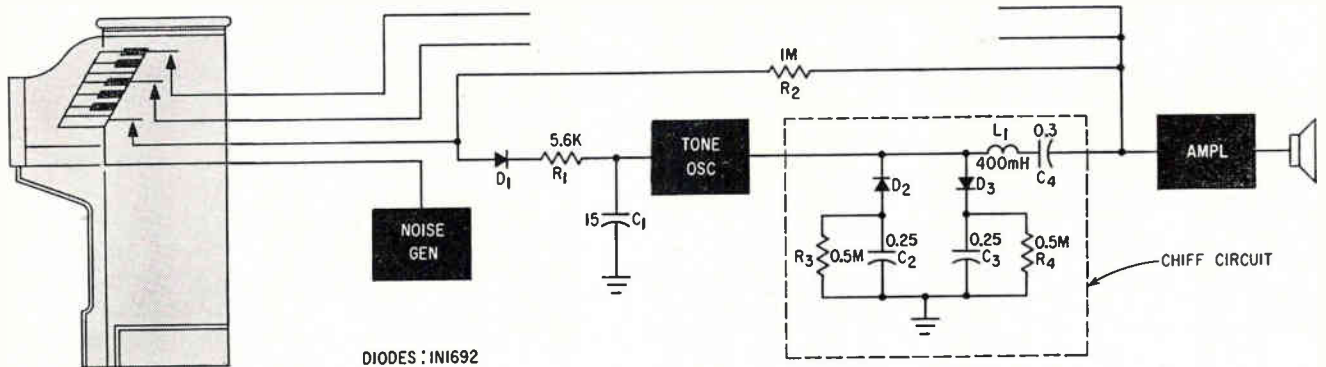 1M
R2
5.6K
R1
D1
15 C1
NOISE
GEN
TONE
OSC
L1
400mH
0.3
C4
D2
D3
R3 0.5M
0.25
C2
0.25
C3
0.5M
R4
AMPL
CHIFF CIRCUIT
DIODES: 1N1692